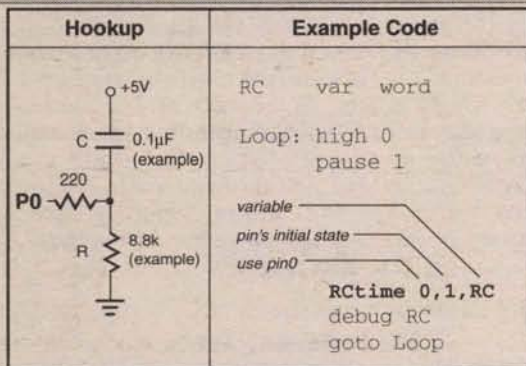 Hookup
Example Code
+5V
C
0.1µF
(example)
220
P0
R
8.8k
(example)
RC var word
Loop: high 0
pause 1
variable
pin's initial state
use pin0
RCtime 0,1,RC
debug RC
goto Loop